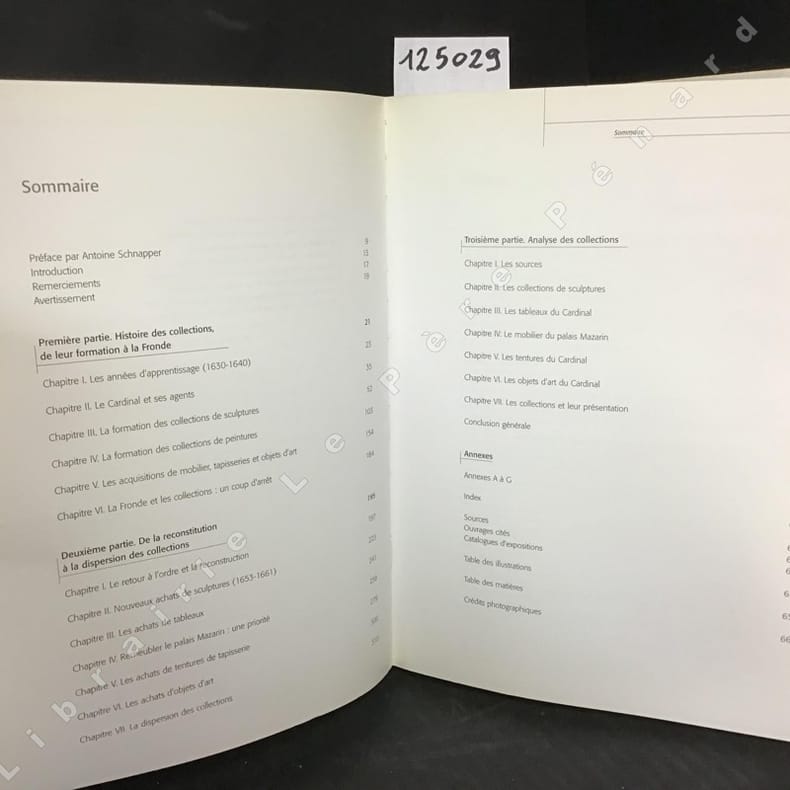 125029
Sommaire
Préface par Antoine Schnapper 9
Introduction 15
Remerciements 17
Avertissement 19
Première partie. Histoire des collections,
de leur formation à la Fronde 21
Chapitre I. Les années d'apprentissage (1630-1640) 23
Chapitre II. Le Cardinal et ses agents 35
Chapitre III. La formation des collections de sculptures 52
Chapitre IV. La formation des collections de peintures 103
Chapitre V. Les acquisitions de mobilier, tapisseries et objets d'art 154
Chapitre VI. La Fronde et les collections : un coup d'arrêt 184
Deuxième partie. De la reconstitution
à la dispersion des collections
Chapitre I. Le retour à l'ordre et la reconstruction
Chapitre II. Nouveaux achats de sculptures (1653-1661)
Chapitre III. Les achats de tableaux
Chapitre IV. Remeubler le palais Mazarin : une priorité
Chapitre V. Les achats de tentures de tapisserie
Chapitre VI. Les achats d'objets d'art
Chapitre VII. La dispersion des collections
Sommaire
Troisième partie. Analyse des collections
Chapitre I. Les sources
Chapitre II. Les collections de sculptures
Chapitre III. Les tableaux du Cardinal
Chapitre IV. Le mobilier du palais Mazarin
Chapitre V. Les tentures du Cardinal
Chapitre VI. Les objets d'art du Cardinal
Chapitre VII. Les collections et leur présentation
Conclusion générale
Annexes
Annexes A à G
Index
Sources
Ouvrages cités
Catalogues d'expositions
Table des illustrations
Table des matières
Crédits photographiques
Librairie Le Père Pénard